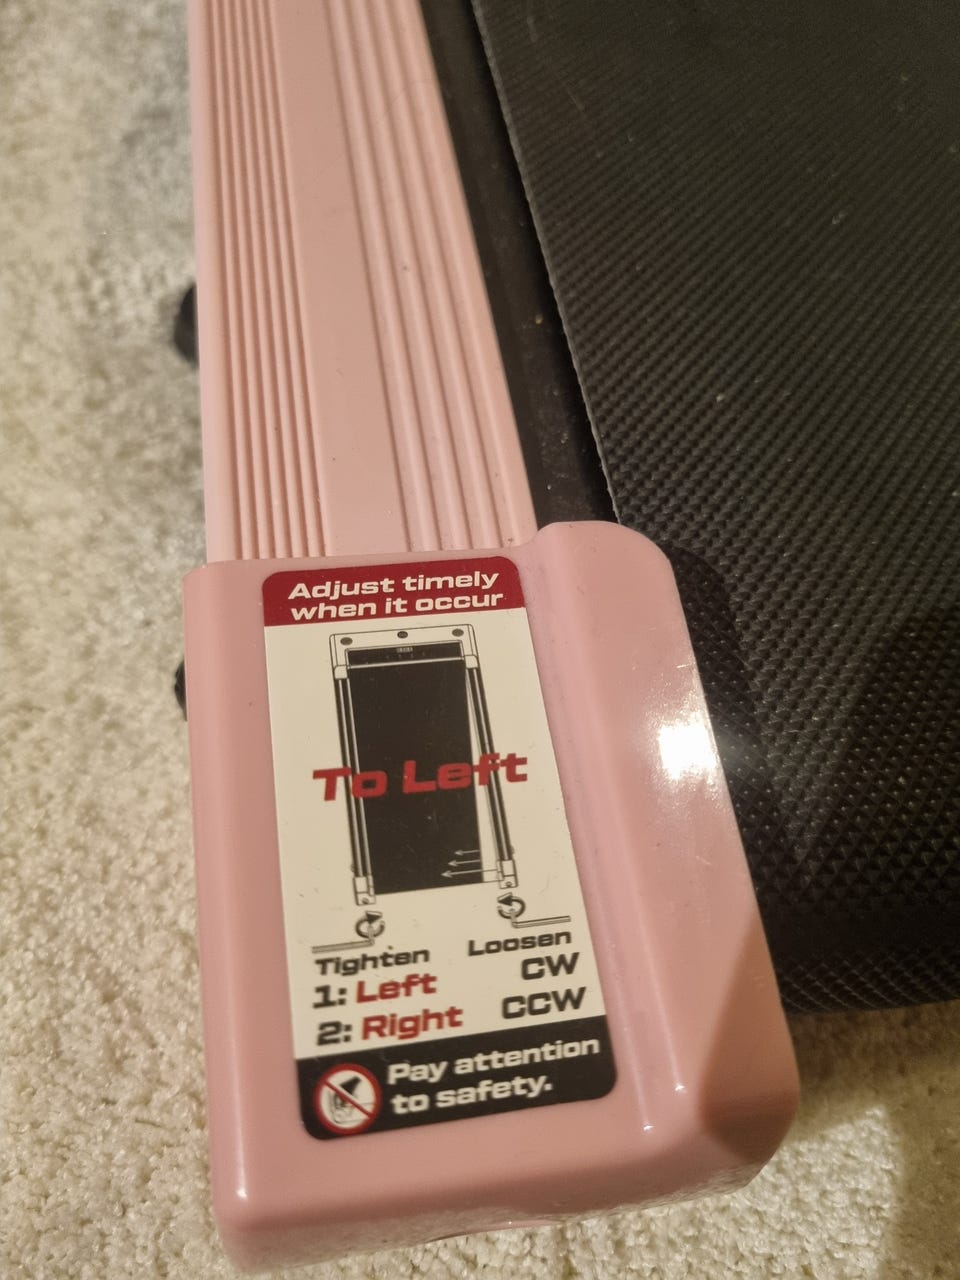 Adjust timely
when it occur
To Left
Tighten Loosen
1: Left CW
2: Right CCW
Pay attention
to safety.